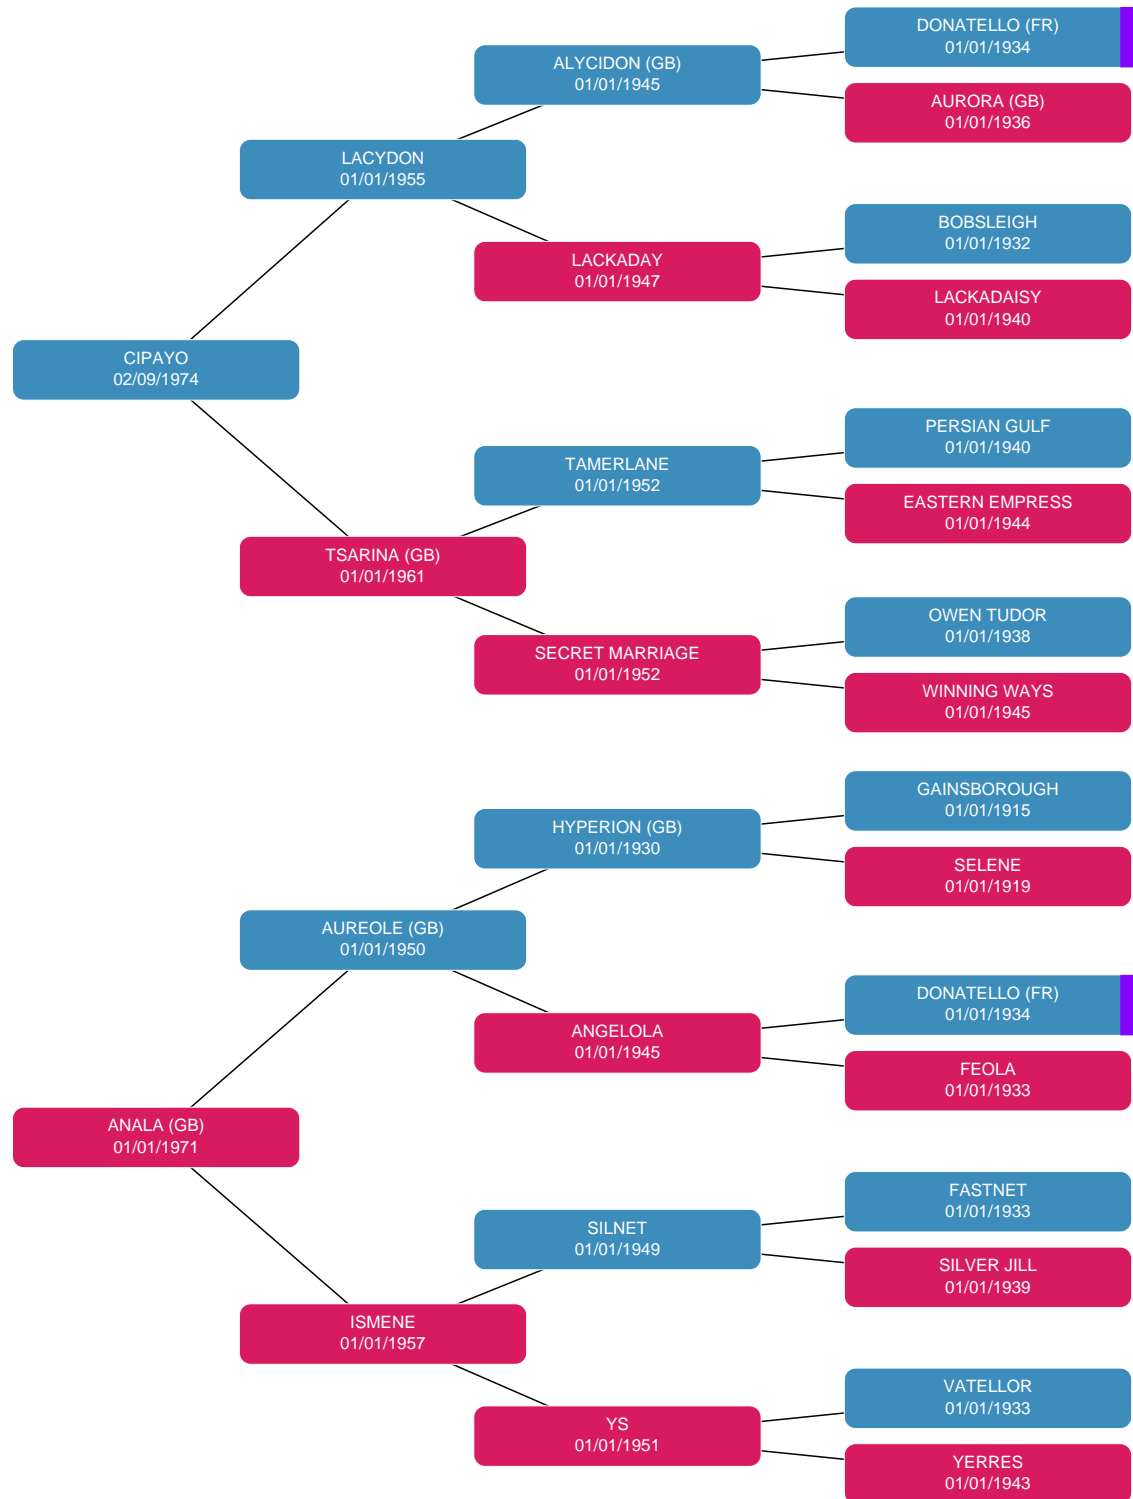 DONATELLO (FR)
01/01/1934
ALYCIDON (GB)
01/01/1945
AURORA (GB)
01/01/1936
LACYDON
01/01/1955
BOBSLEIGH
01/01/1932
LACKADAY
01/01/1947
LACKADAISY
01/01/1940
CIPAYO
02/09/1974
PERSIAN GULF
01/01/1940
TAMERLANE
01/01/1952
EASTERN EMPRESS
01/01/1944
TSARINA (GB)
01/01/1961
OWEN TUDOR
01/01/1938
SECRET MARRIAGE
01/01/1952
WINNING WAYS
01/01/1945
GAINSBOROUGH
01/01/1915
HYPERION (GB)
01/01/1930
SELENE
01/01/1919
AUREOLE (GB)
01/01/1950
DONATELLO (FR)
01/01/1934
ANGELOLA
01/01/1945
FEOLA
01/01/1933
ANALA (GB)
01/01/1971
FASTNET
01/01/1933
SILNET
01/01/1949
SILVER JILL
01/01/1939
ISMENE
01/01/1957
VATELLOR
01/01/1933
YS
01/01/1951
YERRES
01/01/1943